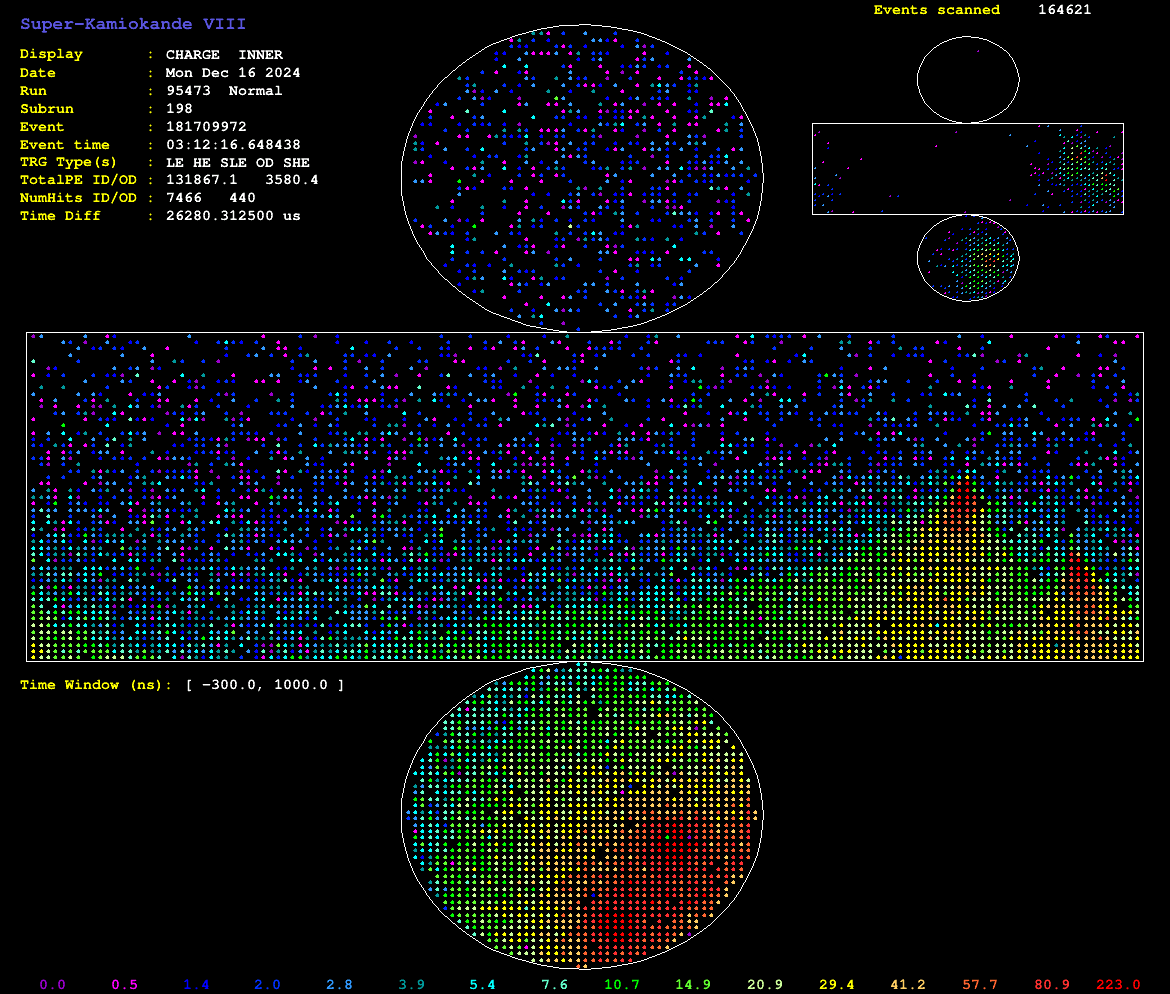 Super-Kamiokande VIII
Events scanned 164621
Display : CHARGE INNER
Date : Mon Dec 16 2024
Run : 95473 Normal
Subrun : 198
Event : 181709972
Event time : 03:12:16.648438
TRG Type(s) : LE HE SLE OD SHE
TotalPE ID/OD : 131867.1 3580.4
NumHits ID/OD : 7466 440
Time Diff : 26280.312500 us
Time Window (ns): [ -300.0, 1000.0 ]
0.0 0.5 1.4 2.0 2.8 3.9 5.4 7.6 10.7 14.9 20.9 29.4 41.2 57.7 80.9 223.0